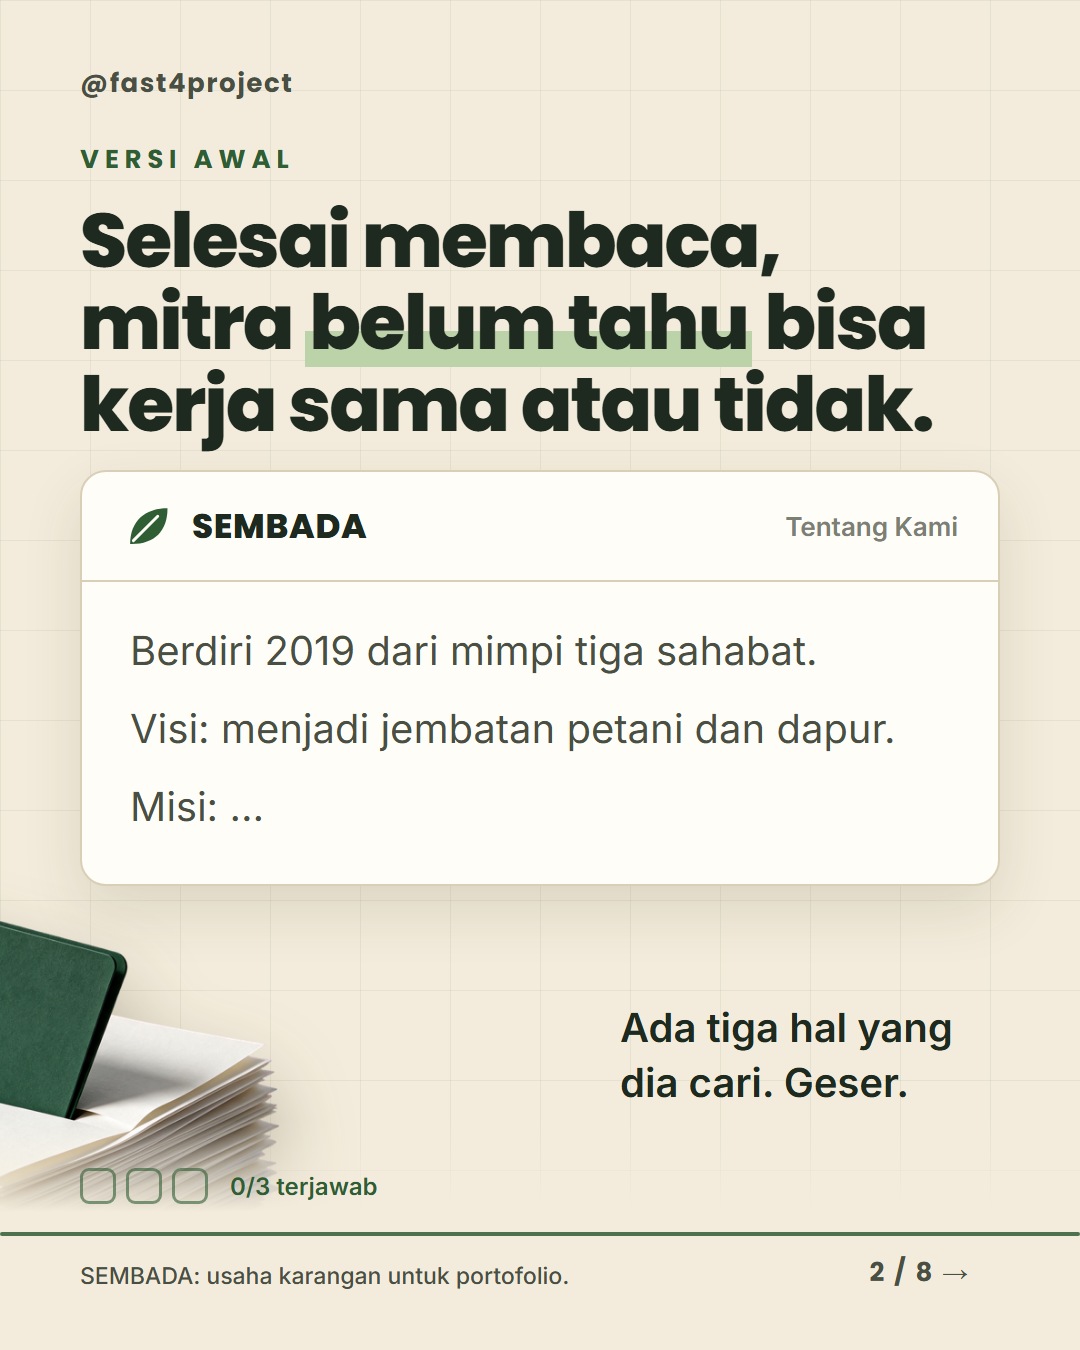 @fast4project
VERSI AWAL
Selesai membaca,
mitra belum tahu bisa
kerja sama atau tidak.
SEMBADA
Tentang Kami
Berdiri 2019 dari mimpi tiga sahabat.
Visi: menjadi jembatan petani dan dapur.
Misi: ...
Ada tiga hal yang
dia cari. Geser.
0/3 terjawab
SEMBADA: usaha karangan untuk portofolio.
2 / 8 →